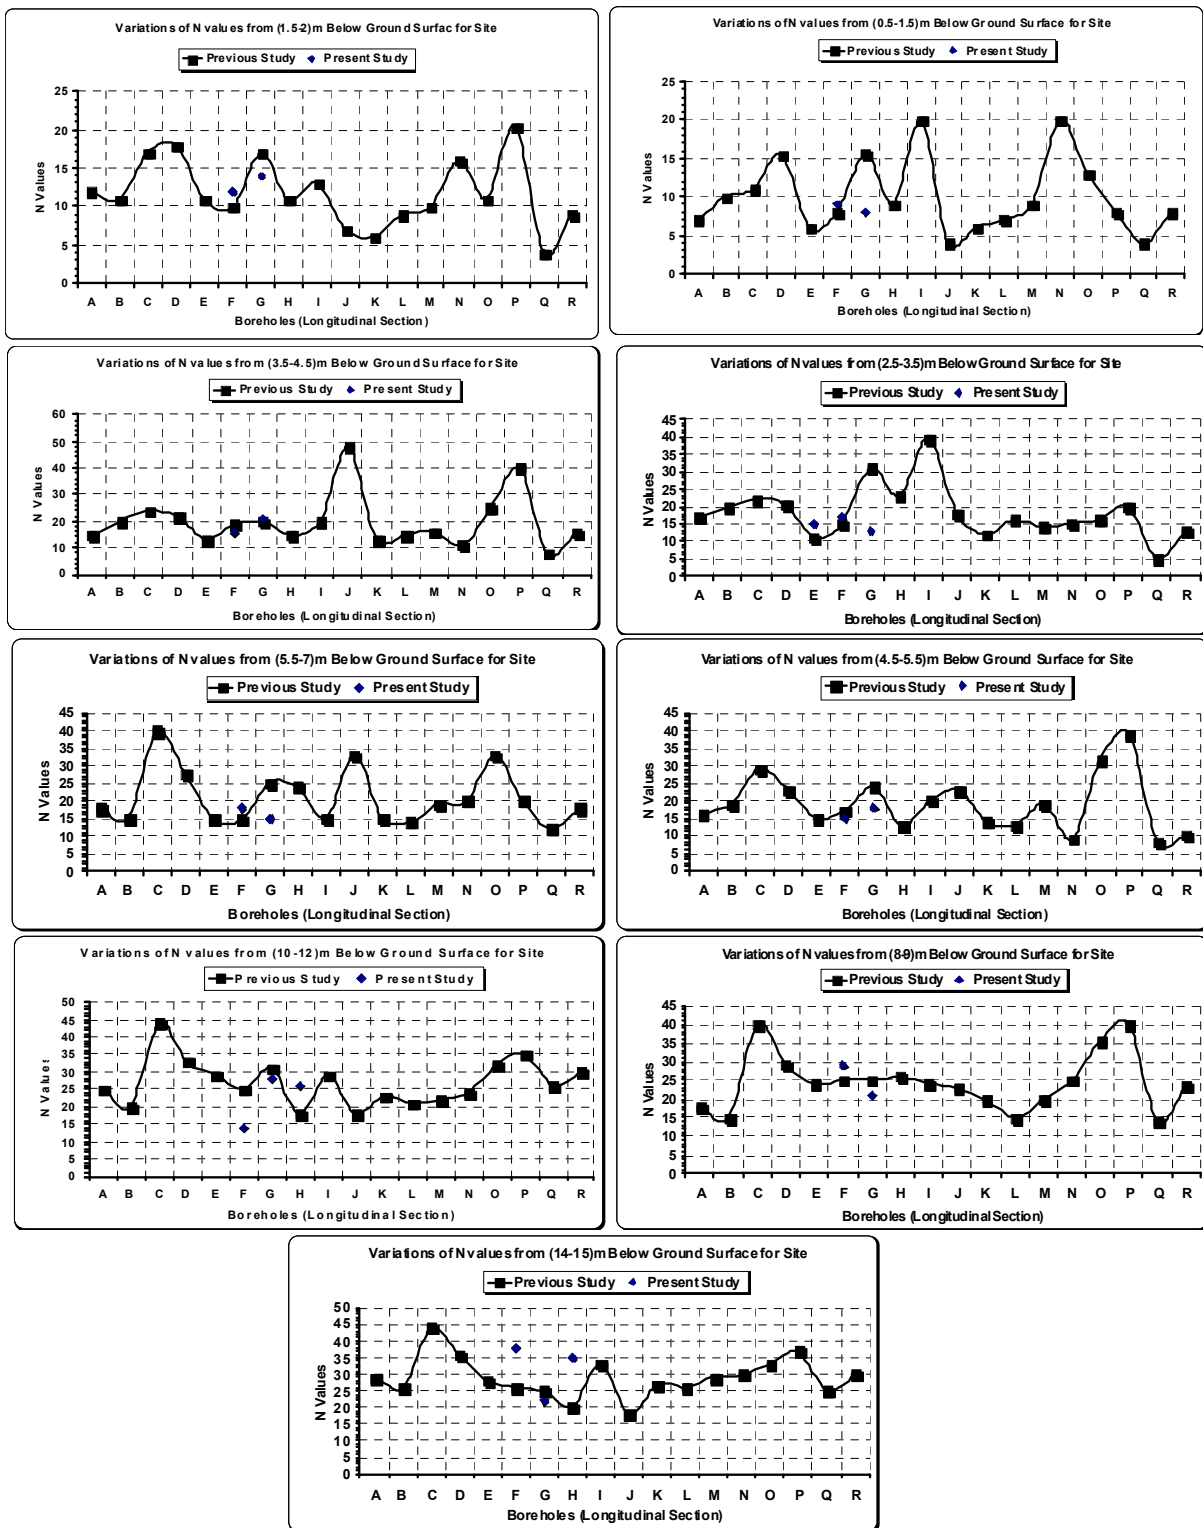 Variations of N values from (1.5-2)m Below Ground Surfac for Site
Previous Study Present Study
25
20
15
10
5
0
N Values
A B C D E F G H I J K L M N O P Q R
Boreholes (Longitudinal Section)
Variations of N values from (0.5-1.5)m Below Ground Surface for Site
Previous Study Present Study
25
20
15
10
5
0
N Values
A B C D E F G H I J K L M N O P Q R
Boreholes (Longitudinal Section)
Variations of N values from (3.5-4.5)m Below Ground Surface for Site
Previous Study Present Study
60
50
40
30
20
10
0
N Values
A B C D E F G H I J K L M N O P Q R
Boreholes (Longitudinal Section)
Variations of N values from (2.5-3.5)m Below Ground Surface for Site
Previous Study Present Study
45
40
35
30
25
20
15
10
5
0
N Values
A B C D E F G H I J K L M N O P Q R
Boreholes (Longitudinal Section)
Variations of N values from (5.5-7)m Below Ground Surface for Site
Previous Study Present Study
45
40
35
30
25
20
15
10
5
0
N Values
A B C D E F G H I J K L M N O P Q R
Boreholes (Longitudinal Section)
Variations of N values from (4.5-5.5)m Below Ground Surface for Site
Previous Study Present Study
45
40
35
30
25
20
15
10
5
0
N Values
A B C D E F G H I J K L M N O P Q R
Boreholes (Longitudinal Section)
Variations of N values from (10-12)m Below Ground Surface for Site
Previous Study Present Study
50
45
40
35
30
25
20
15
10
5
0
N Values
A B C D E F G H I J K L M N O P Q R
Boreholes (Longitudinal Section)
Variations of N values from (8-9)m Below Ground Surface for Site
Previous Study Present Study
45
40
35
30
25
20
15
10
5
0
N Values
A B C D E F G H I J K L M N O P Q R
Boreholes (Longitudinal Section)
Variations of N values from (14-15)m Below Ground Surface for Site
Previous Study Present Study
50
45
40
35
30
25
20
15
10
5
0
N Values
A B C D E F G H I J K L M N O P Q R
Boreholes (Longitudinal Section)